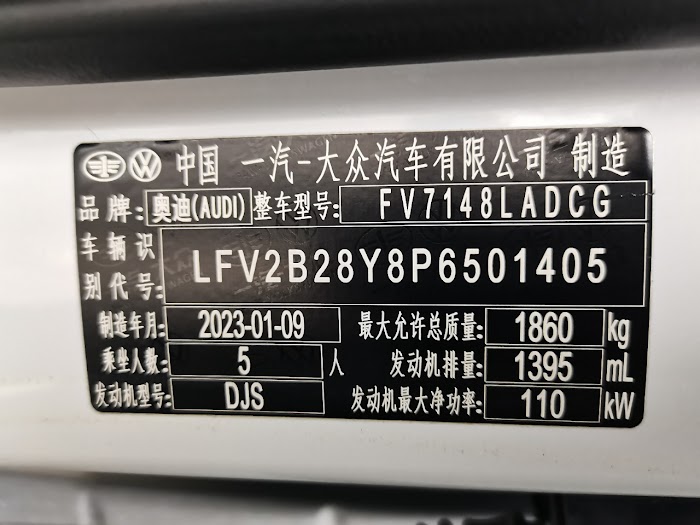 中国 一汽-大众汽车有限公司 制造
品牌: 奥迪(AUDI) 整车型号: FV7148LADCG
车辆识别代号: LFV2B28Y8P6501405
制造年月: 2023-01-09 最大允许总质量: 1860 kg
乘坐人数: 5 人 发动机排量: 1395 mL
发动机型号: DJS 发动机最大净功率: 110 kW